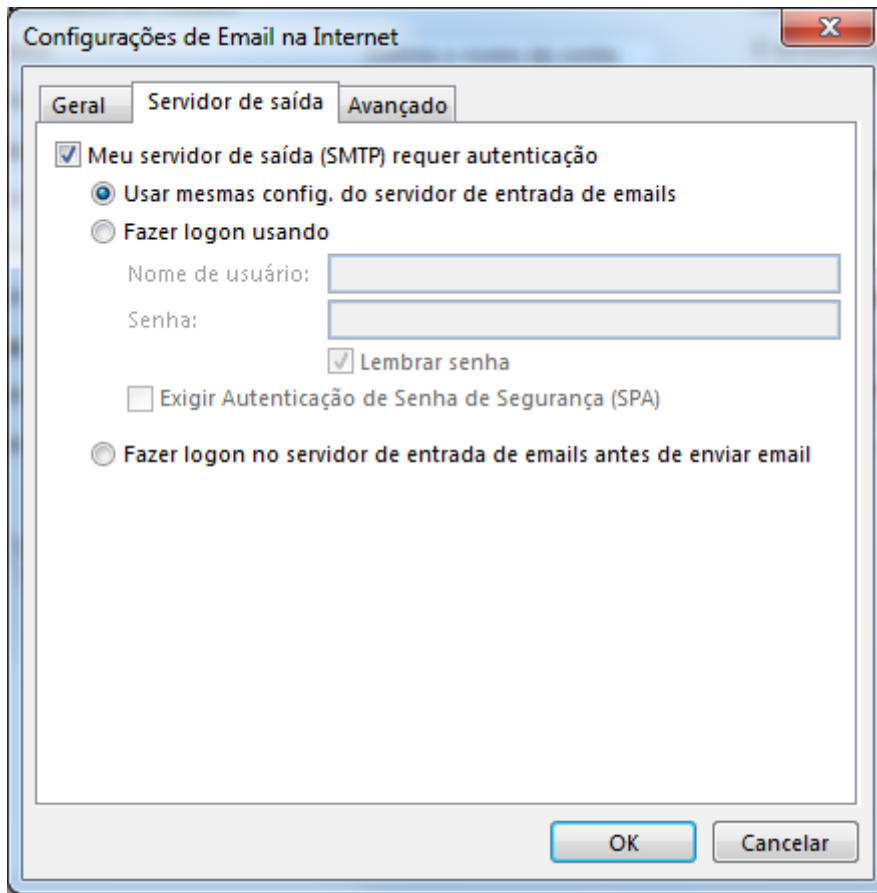 Configurações de Email na Internet
Geral
Servidor de saída
Avançado
Meu servidor de saída (SMTP) requer autenticação
Usar mesmas config. do servidor de entrada de emails
Fazer logon usando
Nome de usuário:
Senha:
Lembrar senha
Exigir Autenticação de Senha de Segurança (SPA)
Fazer logon no servidor de entrada de emails antes de enviar email
OK
Cancelar